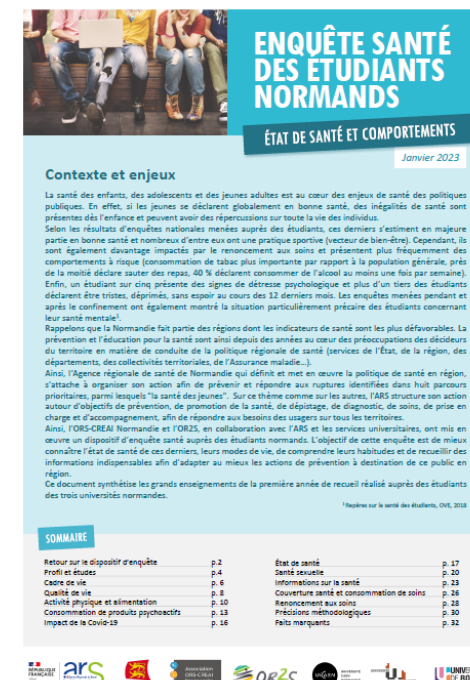 ENQUÊTE SANTÉ
DES ÉTUDIANTS
NORMANDS
ÉTAT DE SANTÉ ET COMPORTEMENTS
Janvier 2023
Contexte et enjeux
La santé des enfants, des adolescents et des jeunes adultes est au cœur des enjeux de santé des politiques
publiques. En effet, si les jeunes se déclarent globalement en bonne santé, des inégalités de santé sont
présentes dès l'enfance et peuvent avoir des répercussions sur toute la vie des individus.
Selon les résultats d'enquêtes nationales menées auprès des étudiants, ces derniers s'estiment en majeure
partie en bonne santé et nombreux d'entre eux ont une pratique sportive (vecteur de bien-être). Cependant, ils
sont également davantage impactés par le renoncement aux soins et présentent plus fréquemment des
comportements à risque (consommation de tabac plus importante par rapport à la population générale, près
de la moitié déclare sauter des repas, 40 % déclarent consommer de l'alcool au moins une fois par semaine).
Enfin, un étudiant sur cinq présente des signes de détresse psychologique et plus d'un tiers des étudiants
déclarent être tristes, déprimés, sans espoir au cours des 12 derniers mois. Les enquêtes menées pendant et
après le confinement ont également montré la situation particulièrement précaire des étudiants concernant
leur santé mentale¹.
Rappelons que la Normandie fait partie des régions dont les indicateurs de santé sont les plus défavorables. La
prévention et l'éducation pour la santé sont ainsi depuis des années au cœur des préoccupations des décideurs
du territoire en matière de conduite de la politique régionale de santé (services de l'État, de la région, des
départements, des collectivités territoriales, de l'Assurance maladie…).
Ainsi, l'Agence régionale de santé de Normandie qui définit et met en œuvre la politique de santé en région,
s'attache à organiser son action afin de prévenir et répondre aux ruptures identifiées dans huit parcours
prioritaires, parmi lesquels "la santé des jeunes". Sur ce thème comme sur les autres, l'ARS structure son action
autour d'objectifs de prévention, de promotion de la santé, de dépistage, de diagnostic, de soins, de prise en
charge et d'accompagnement, afin de répondre aux besoins des usagers sur tous les territoires.
Ainsi, l'ORS-CREAI Normandie et l'OR2S, en collaboration avec l'ARS et les services universitaires, ont mis en
œuvre un dispositif d'enquête santé auprès des étudiants normands. L'objectif de cette enquête est de mieux
connaître l'état de santé de ces derniers, leurs modes de vie, de comprendre leurs habitudes et de recueillir des
informations indispensables afin d'adapter au mieux les actions de prévention à destination de ce public en
région.
Ce document synthétise les grands enseignements de la première année de recueil réalisé auprès des étudiants
des trois universités normandes.
¹ Repères sur la santé des étudiants, OVE, 2018
SOMMAIRE
Retour sur le dispositif d'enquête p.2
Profil et études p.4
Cadre de vie p. 6
Qualité de vie p. 8
Activité physique et alimentation p. 10
Consommation de produits psychoactifs p. 13
Impact de la Covid-19 p. 16
État de santé p. 17
Santé sexuelle p. 20
Informations sur la santé p. 23
Couverture santé et consommation de soins p. 26
Renoncement aux soins p. 28
Précisions méthodologiques p. 30
Faits marquants p. 32
RÉPUBLIQUE
FRANÇAISE
ars
Association
ORS-CREAI
OR2S